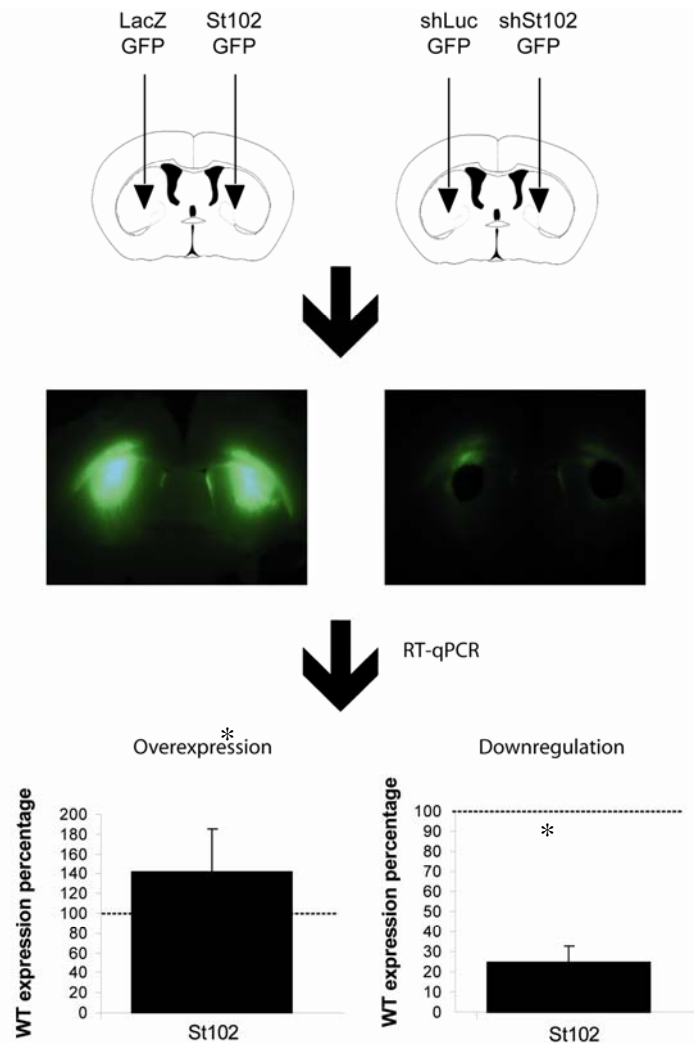 LacZ St102 shLuc shSt102
GFP GFP GFP GFP
RT-qPCR
*
Overexpression
WT expression percentage
200
180
160
140
120
100
80
60
40
20
0
St102
Downregulation
WT expression percentage
100
90
*
80
70
60
50
40
30
20
10
0
St102